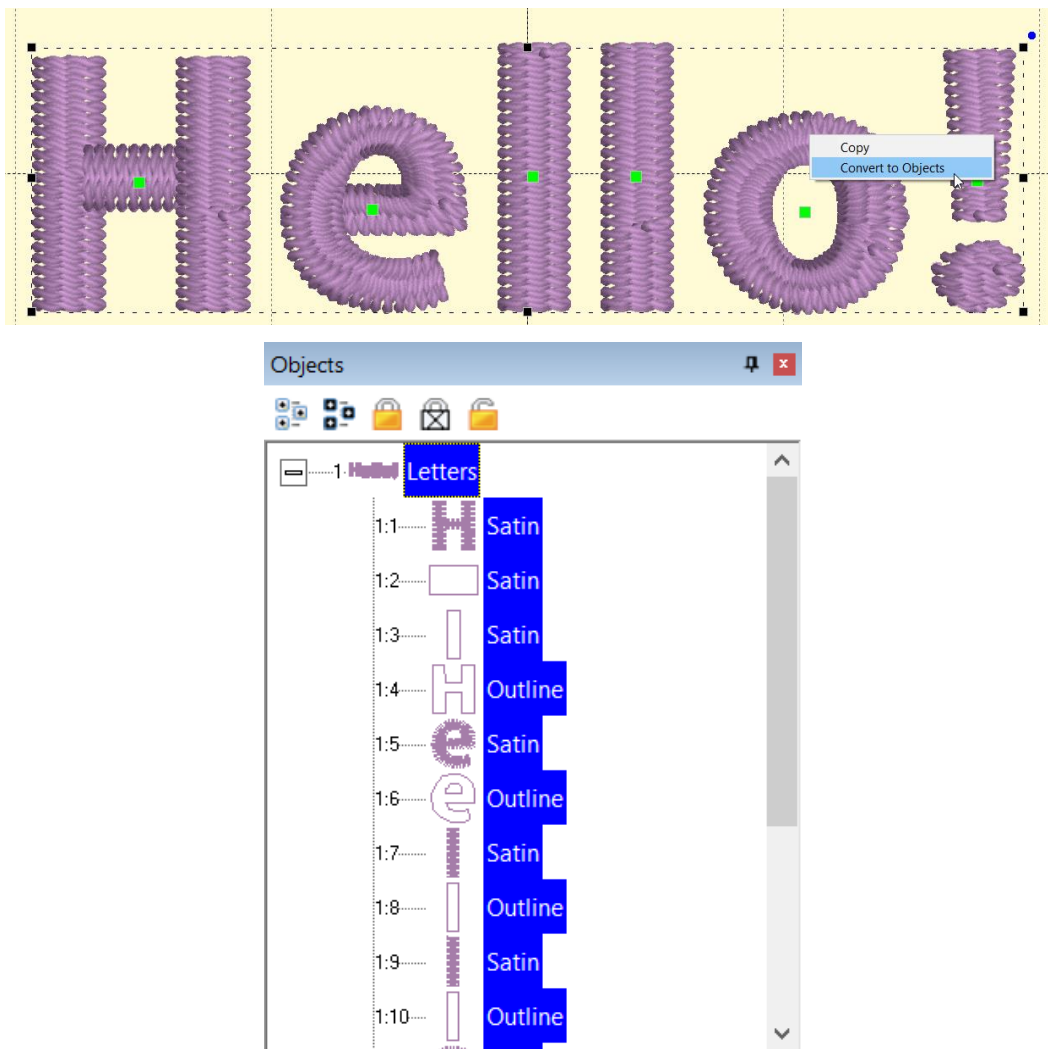 Hello!
Copy
Convert to Objects
Objects
1 Hello! Letters
1:1 H Satin
1:2 Satin
1:3 Satin
1:4 H Outline
1:5 e Satin
1:6 e Outline
1:7 l Satin
1:8 l Outline
1:9 l Satin
1:10 l Outline